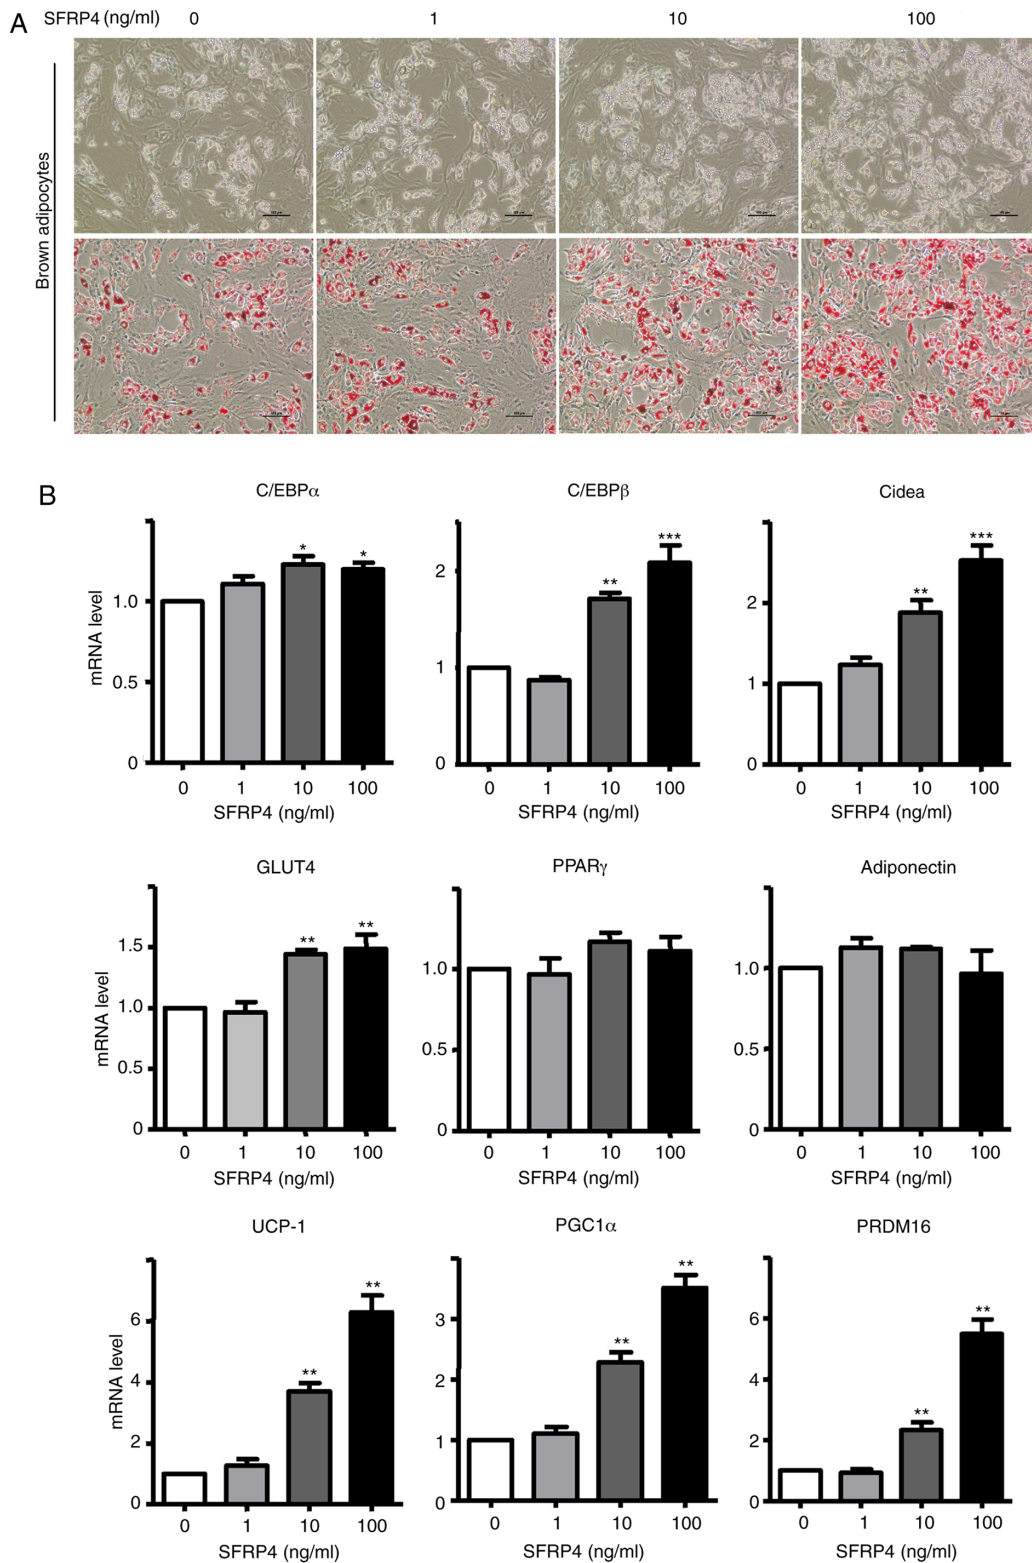 A
SFRP4 (ng/ml) 0 1 10 100
Brown adipocytes
B
C/EBPα C/EBPβ Cidea
mRNA level
1.0
0.5
0
*
*
0 1 10 100
SFRP4 (ng/ml)
2
1
0
**
***
0 1 10 100
SFRP4 (ng/ml)
2
1
0
**
***
0 1 10 100
SFRP4 (ng/ml)
GLUT4 PPARγ Adiponectin
mRNA level
1.5
1.0
0.5
0
**
**
0 1 10 100
SFRP4 (ng/ml)
1.0
0.5
0
0 1 10 100
SFRP4 (ng/ml)
1.0
0.5
0
0 1 10 100
SFRP4 (ng/ml)
UCP-1 PGC1α PRDM16
mRNA level
6
4
2
0
**
**
0 1 10 100
SFRP4 (ng/ml)
3
2
1
0
**
**
0 1 10 100
SFRP4 (ng/ml)
6
4
2
0
**
**
0 1 10 100
SFRP4 (ng/ml)